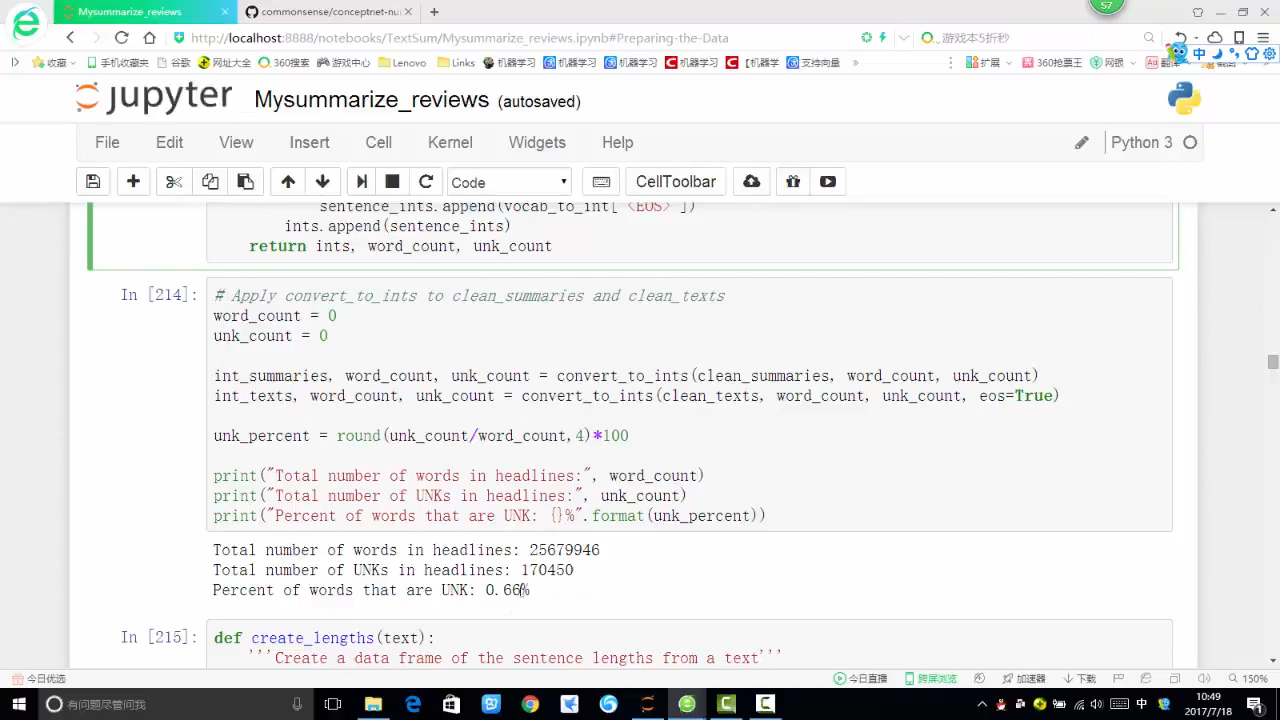 57
Mysummarize_reviews
commonsense/conceptnet-nu
http://localhost:8888/notebooks/TextSum/Mysummarize_reviews.ipynb#Preparing-the-Data
游戏本5折秒
中
收藏 手机收藏夹 谷歌 网址大全 360搜索 游戏中心 Lenovo Links 机器学习 机器学习 机器学习 机器学习 【机器学 支持向量 » 扩展 360抢票王 网银 翻译
jupyter Mysummarize_reviews (autosaved)
File Edit View Insert Cell Kernel Widgets Help Python 3
Code CellToolbar
sentence_ints.append(vocab_to_int["<EOS>"])
ints.append(sentence_ints)
return ints, word_count, unk_count
In [214]: # Apply convert_to_ints to clean_summaries and clean_texts
word_count = 0
unk_count = 0
int_summaries, word_count, unk_count = convert_to_ints(clean_summaries, word_count, unk_count)
int_texts, word_count, unk_count = convert_to_ints(clean_texts, word_count, unk_count, eos=True)
unk_percent = round(unk_count/word_count,4)*100
print("Total number of words in headlines:", word_count)
print("Total number of UNKs in headlines:", unk_count)
print("Percent of words that are UNK: {}%".format(unk_percent))
Total number of words in headlines: 25679946
Total number of UNKs in headlines: 170450
Percent of words that are UNK: 0.66%
In [215]: def create_lengths(text):
'''Create a data frame of the sentence lengths from a text'''
今日优选 今日直播 跨屏浏览 加速器 下载 150%
有问题尽管问我 中 10:49
2017/7/18